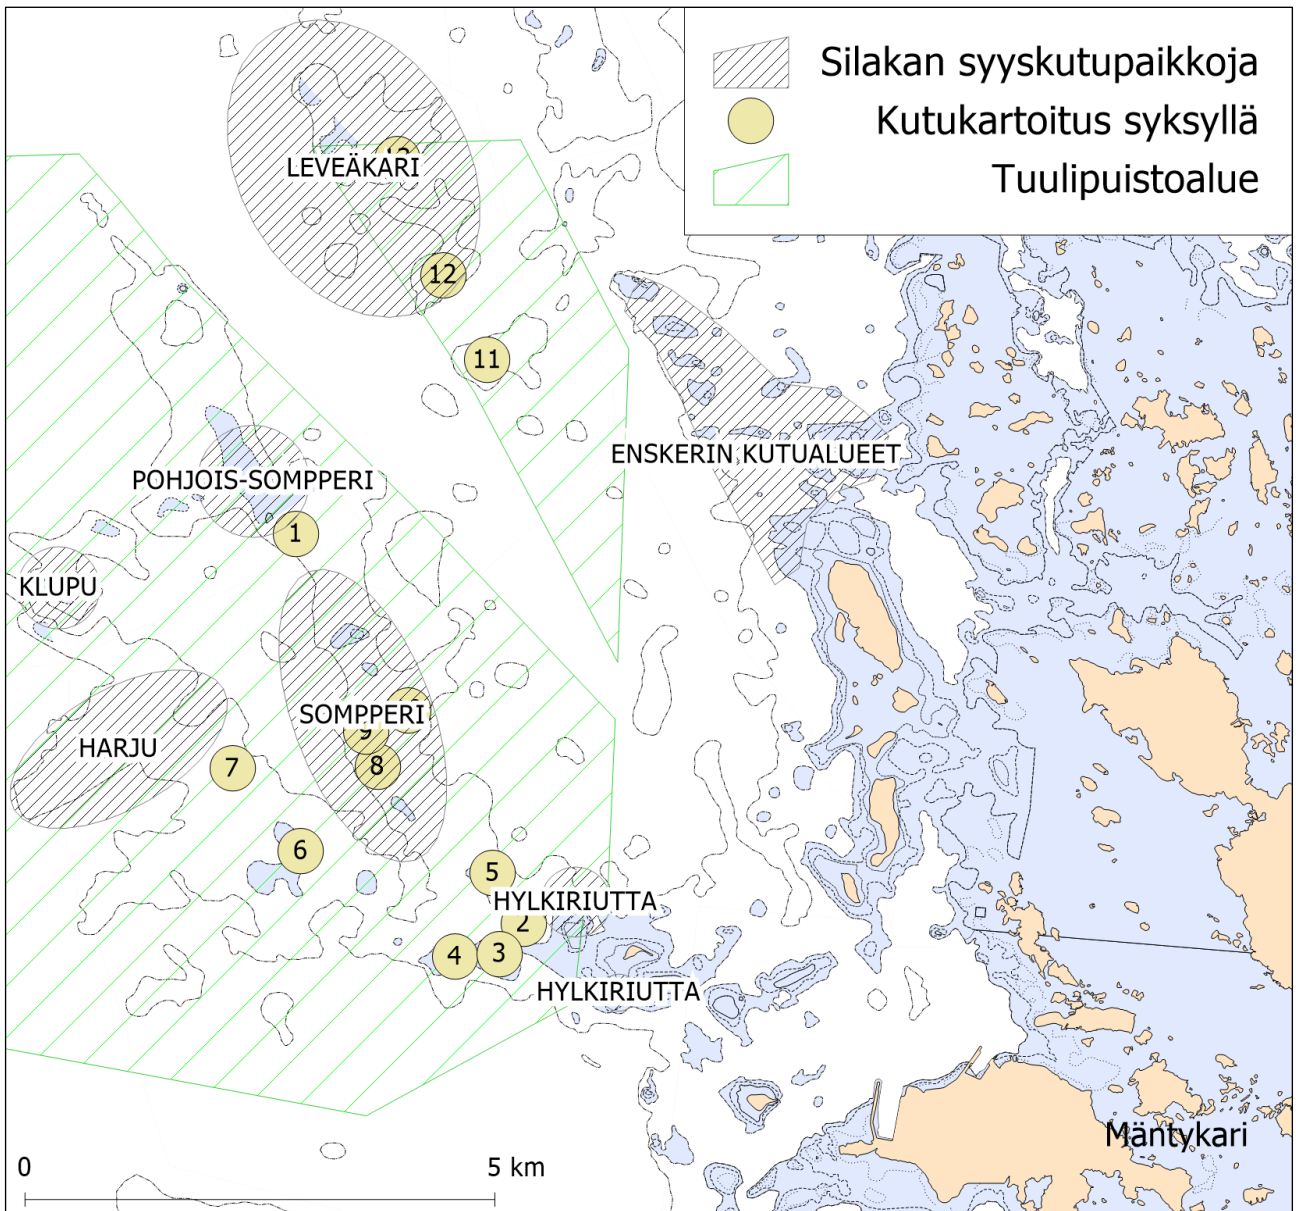 Silakan syyskutupaikkoja
Kutukartoitus syksyllä
Tuulipuistoalue
LEVEÄKARI
12
11
ENSKERIN KUTUALUEET
POHJOIS-SOMPPERI
1
KLUPU
SOMPPERI
9
HARJU
7
8
6
5
HYLKIRIUTTA
2
4
3
HYLKIRIUTTA
Mäntykari
0
5 km